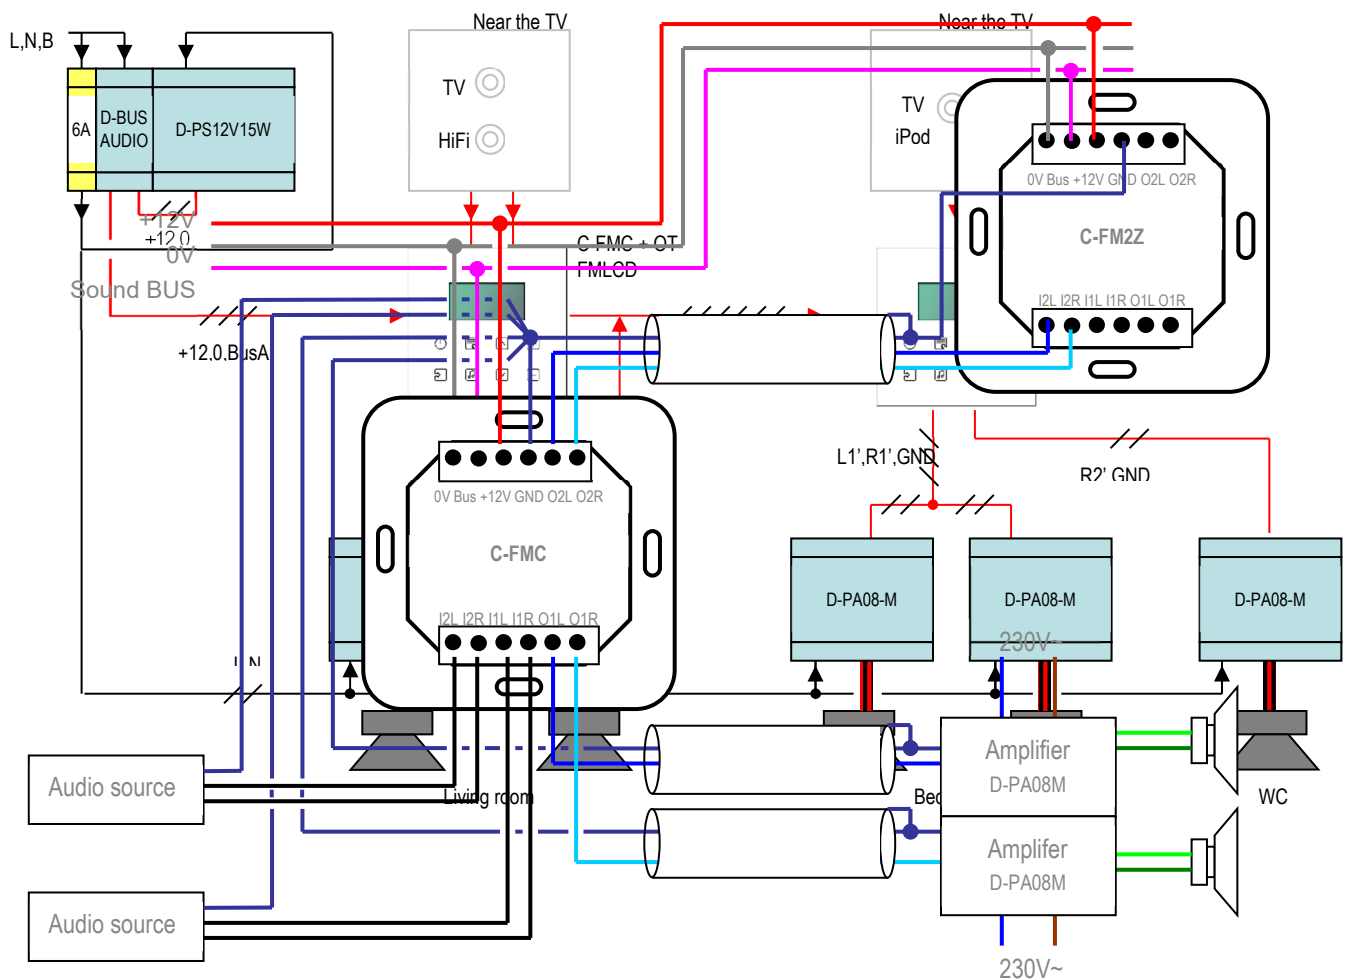 Near the TV
Near the TV
L,N,B
6A
D-BUS
AUDIO
D-PS12V15W
TV
HiFi
TV
iPod
0V Bus +12V GND O2L O2R
C-FM2Z
I2L I2R I1L I1R O1L O1R
+12V
+12,0
0V
Sound BUS
C-FMC + OT
FMLCD
+12,0,BusA
L1',R1',GND
R2' GND
0V Bus +12V GND O2L O2R
C-FMC
I2L I2R I1L I1R O1L O1R
D-PA08-M
D-PA08-M
D-PA08-M
230V~
L N
Audio source
Living room
Amplifier
D-PA08M
WC
Amplifer
D-PA08M
Audio source
230V~